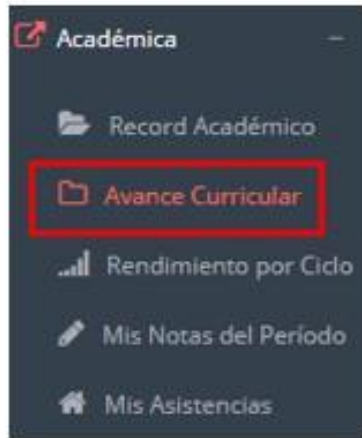 Académica
Record Académico
Avance Curricular
Rendimiento por Ciclo
Mis Notas del Período
Mis Asistencias